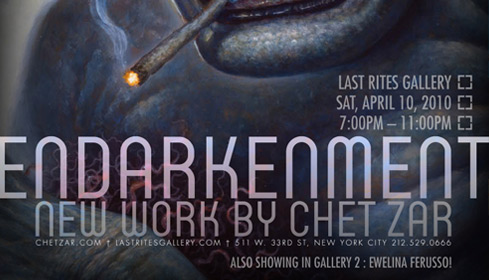 LAST RITES GALLERY
SAT, APRIL 10, 2010
7:00PM – 11:00PM
ENDARKENMENT
NEW WORK BY CHET ZAR
CHETZAR.COM † LASTRITESGALLERY.COM † 511 W. 33RD ST, NEW YORK CITY 212.529.0666
ALSO SHOWING IN GALLERY 2 : EWELINA FERUSSO!